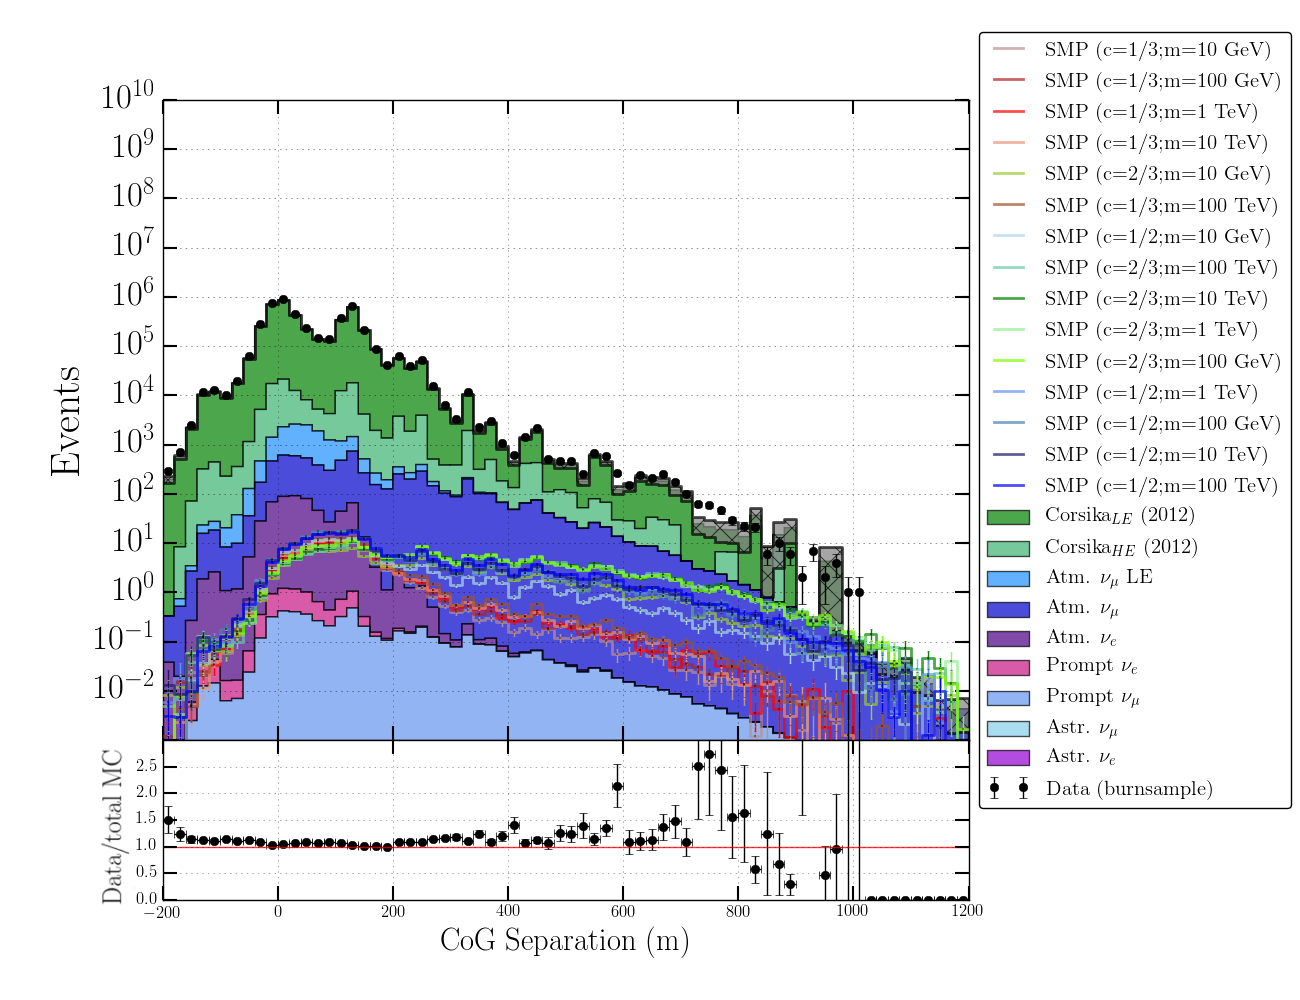 10^10
10^9
10^8
10^7
10^6
10^5
10^4
10^3
10^2
10^1
10^0
10^−1
10^−2
Events
2.5
2.0
1.5
1.0
0.5
0.0
Data/total MC
−200 0 200 400 600 800 1000 1200
CoG Separation (m)
SMP (c=1/3;m=10 GeV)
SMP (c=1/3;m=100 GeV)
SMP (c=1/3;m=1 TeV)
SMP (c=1/3;m=10 TeV)
SMP (c=2/3;m=10 GeV)
SMP (c=1/3;m=100 TeV)
SMP (c=1/2;m=10 GeV)
SMP (c=2/3;m=100 TeV)
SMP (c=2/3;m=10 TeV)
SMP (c=2/3;m=1 TeV)
SMP (c=2/3;m=100 GeV)
SMP (c=1/2;m=1 TeV)
SMP (c=1/2;m=100 GeV)
SMP (c=1/2;m=10 TeV)
SMP (c=1/2;m=100 TeV)
Corsika_LE (2012)
Corsika_HE (2012)
Atm. ν_μ LE
Atm. ν_μ
Atm. ν_e
Prompt ν_e
Prompt ν_μ
Astr. ν_μ
Astr. ν_e
Data (burnsample)